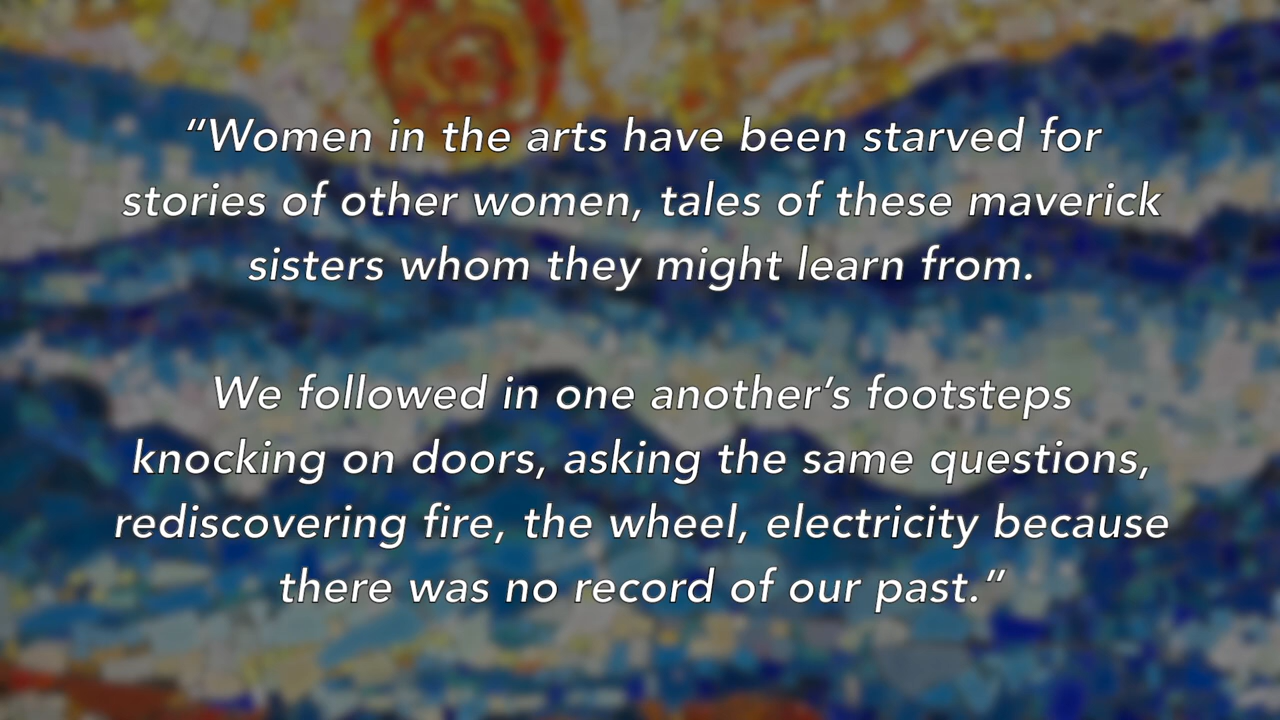 “Women in the arts have been starved for
stories of other women, tales of these maverick
sisters whom they might learn from.
We followed in one another’s footsteps
knocking on doors, asking the same questions,
rediscovering fire, the wheel, electricity because
there was no record of our past.”